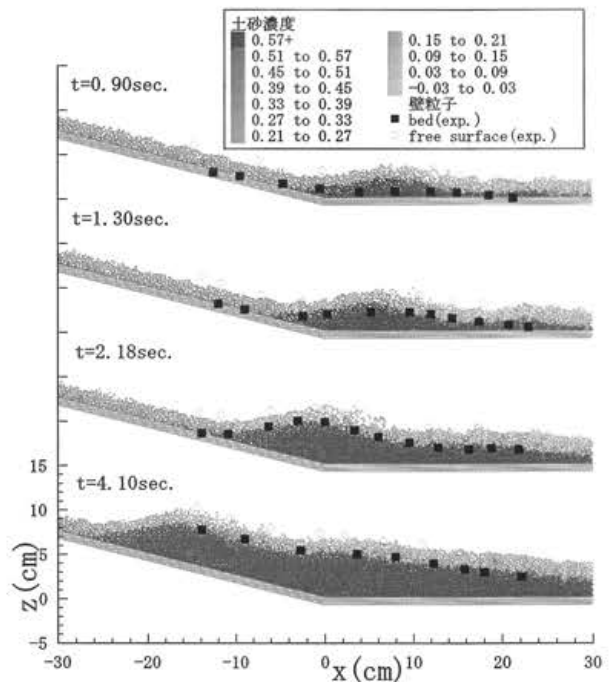 土砂濃度
0.57+
0.51 to 0.57
0.45 to 0.51
0.39 to 0.45
0.33 to 0.39
0.27 to 0.33
0.21 to 0.27
0.15 to 0.21
0.09 to 0.15
0.03 to 0.09
-0.03 to 0.03
壁粒子
bed(exp.)
free surface(exp.)
t=0.90sec.
t=1.30sec.
t=2.18sec.
t=4.10sec.
15
10
5
0
-5
z(cm)
-30
-20
-10
0
10
20
30
x(cm)